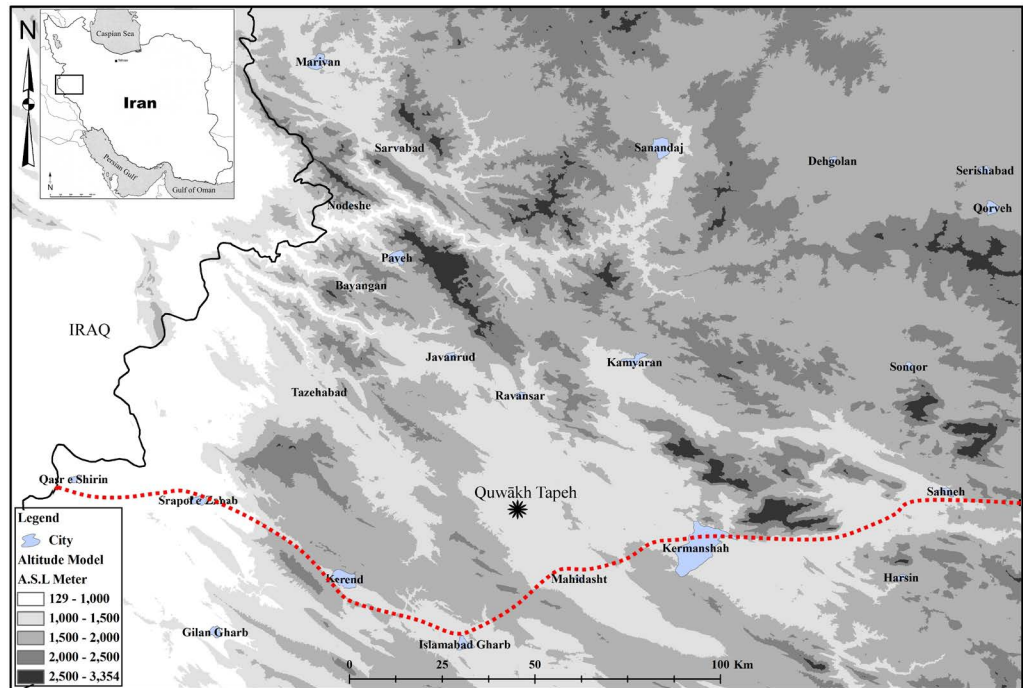 N
Caspian Sea
Tehran
Iran
Persian Gulf
Gulf of Oman
N
Marivan
Sarvabad
Sanandaj
Dehgolan
Serishabad
Qorveh
Nodeshe
Paveh
Bayangan
IRAQ
Javanrud
Kamyaran
Sonqor
Tazehabad
Ravansar
Qasr e Shirin
Srapol e Zahab
Quwākh Tapeh
Sahneh
Kermanshah
Kerend
Mahidasht
Harsin
Gilan Gharb
Islamabad Gharb
Legend
City
Altitude Model
A.S.L Meter
129 - 1,000
1,000 - 1,500
1,500 - 2,000
2,000 - 2,500
2,500 - 3,354
0 25 50 100 Km